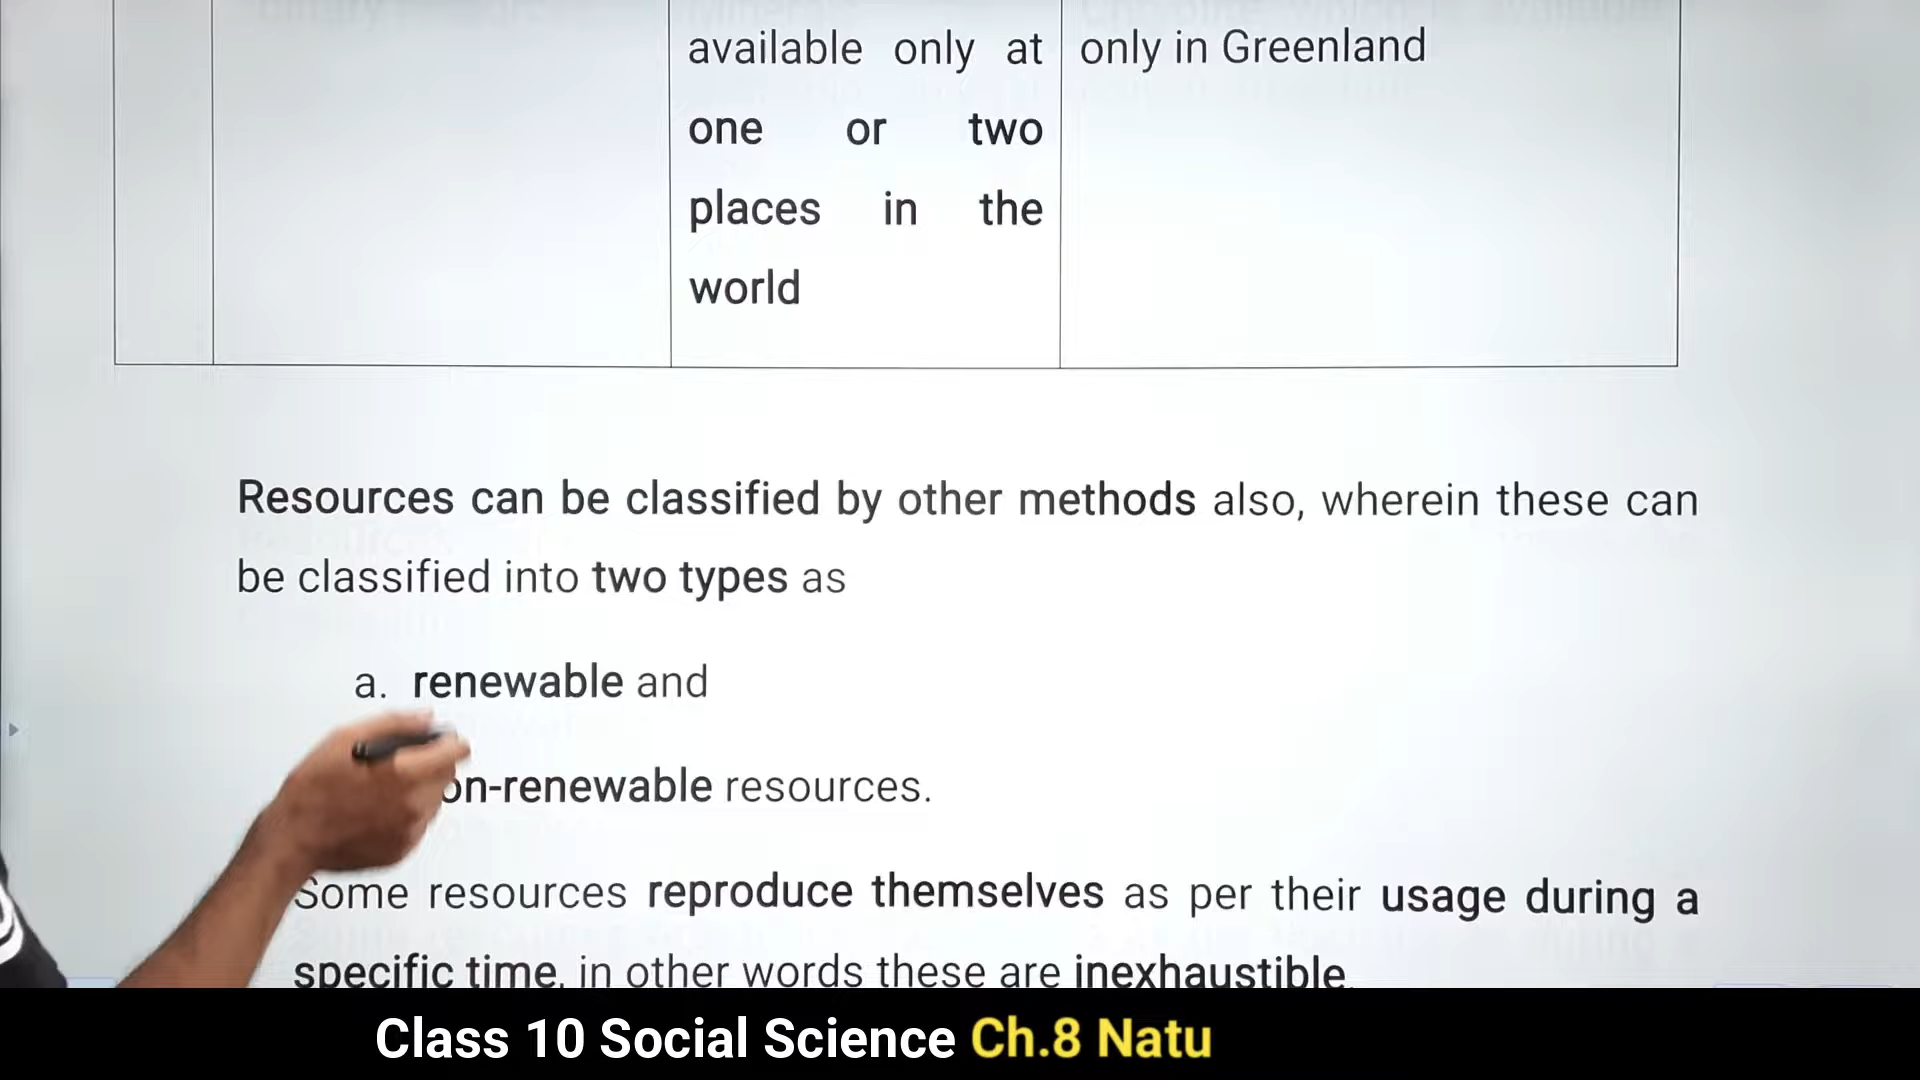 available only at only in Greenland
one or two
places in the
world
Resources can be classified by other methods also, wherein these can
be classified into two types as
a. renewable and
on-renewable resources.
Some resources reproduce themselves as per their usage during a
specific time, in other words these are inexhaustible.
Class 10 Social Science Ch.8 Natu